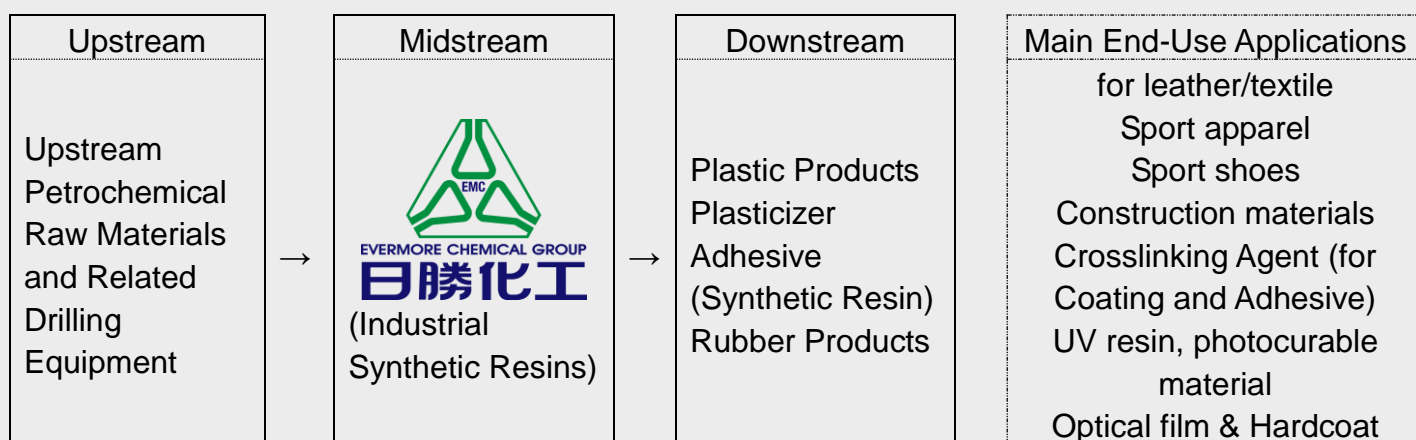 Upstream
Upstream
Petrochemical
Raw Materials
and Related
Drilling
Equipment
→
Midstream
EMC
EVERMORE CHEMICAL GROUP
日勝化工
(Industrial
Synthetic Resins)
→
Downstream
Plastic Products
Plasticizer
Adhesive
(Synthetic Resin)
Rubber Products
Main End-Use Applications
for leather/textile
Sport apparel
Sport shoes
Construction materials
Crosslinking Agent (for
Coating and Adhesive)
UV resin, photocurable
material
Optical film & Hardcoat